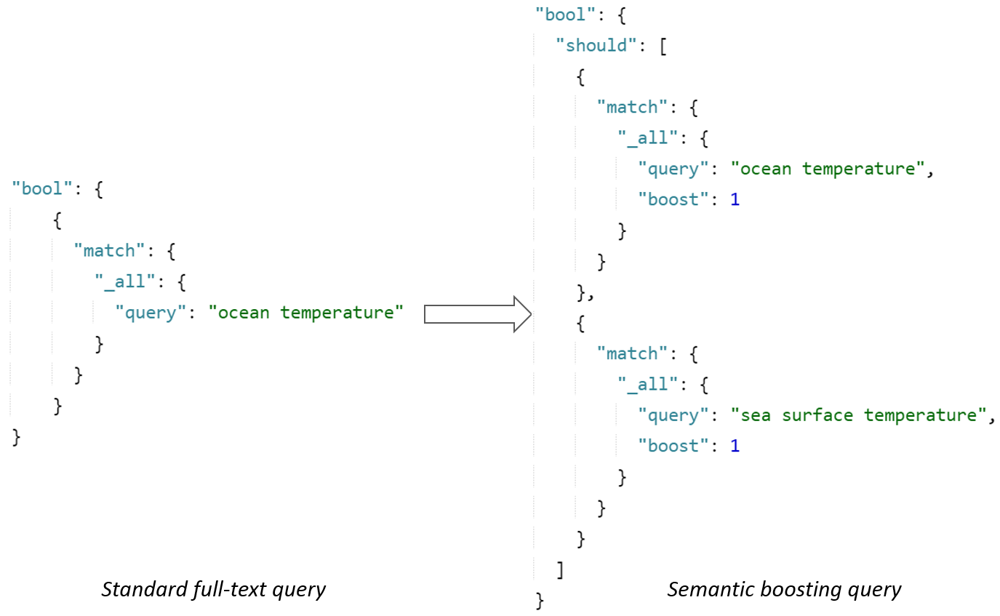 "bool": {
    {
      "match": {
        "_all": {
          "query": "ocean temperature"
        }
      }
    }
}
Standard full-text query
"bool": {
  "should": [
    {
      "match": {
        "_all": {
          "query": "ocean temperature",
          "boost": 1
        }
      }
    },
    {
      "match": {
        "_all": {
          "query": "sea surface temperature",
          "boost": 1
        }
      }
    }
  ]
}
Semantic boosting query